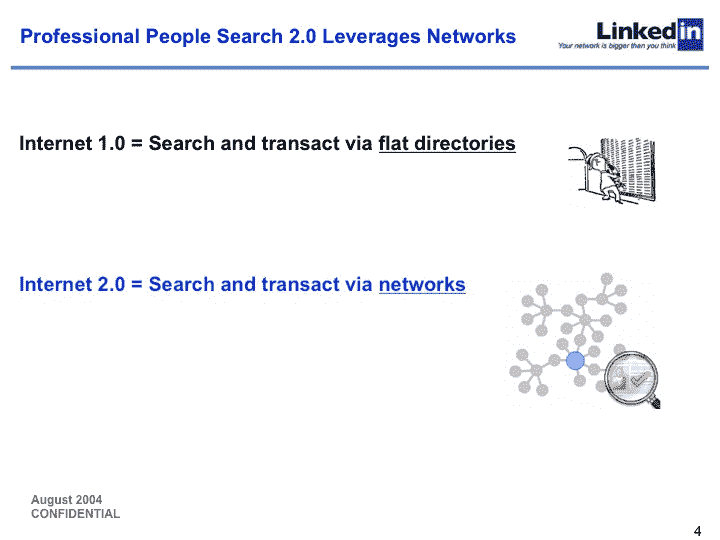 Professional People Search 2.0 Leverages Networks
Linkedin
Your network is bigger than you think
Internet 1.0 = Search and transact via flat directories
Internet 2.0 = Search and transact via networks
August 2004
CONFIDENTIAL
4